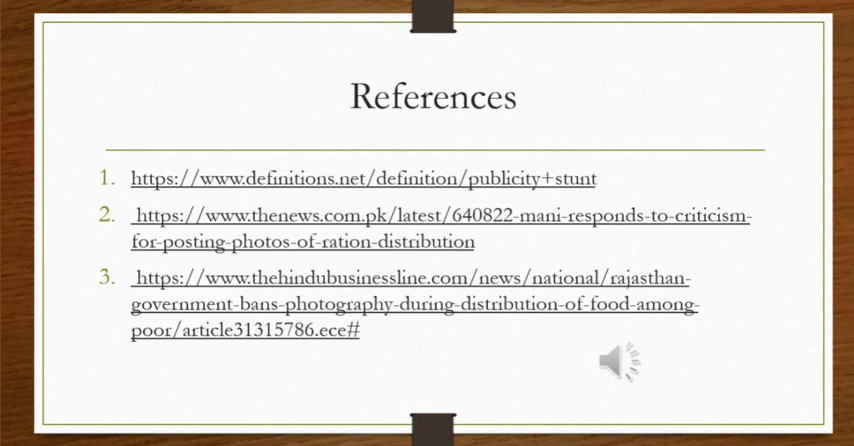 References
1. https://www.definitions.net/definition/publicity+stunt
2. https://www.thenews.com.pk/latest/640822-mani-responds-to-criticism-
for-posting-photos-of-ration-distribution
3. https://www.thehindubusinessline.com/news/national/rajasthan-
government-bans-photography-during-distribution-of-food-among-
poor/article31315786.ece#